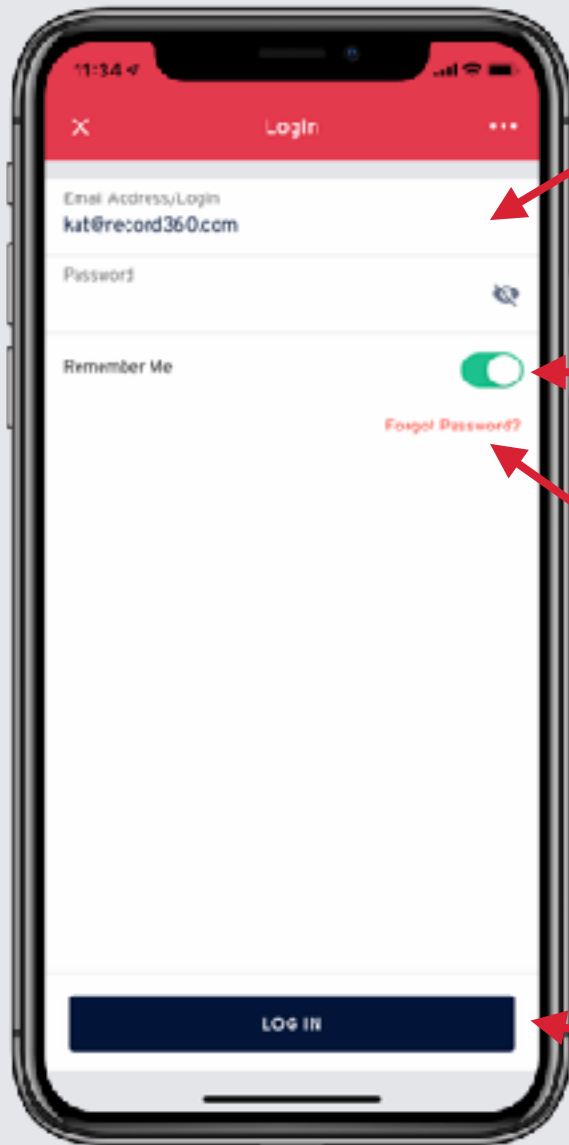 11:34
Login
Email Address/Login
kat@record360.com
Password
Remember Me
Forgot Password?
LOG IN